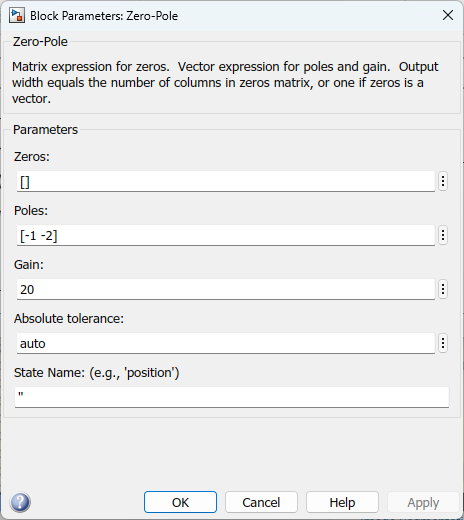 Block Parameters: Zero-Pole
Zero-Pole
Matrix expression for zeros.  Vector expression for poles and gain.  Output
width equals the number of columns in zeros matrix, or one if zeros is a
vector.
Parameters
Zeros:
[]
Poles:
[-1 -2]
Gain:
20
Absolute tolerance:
auto
State Name: (e.g., 'position')
''
OK Cancel Help Apply